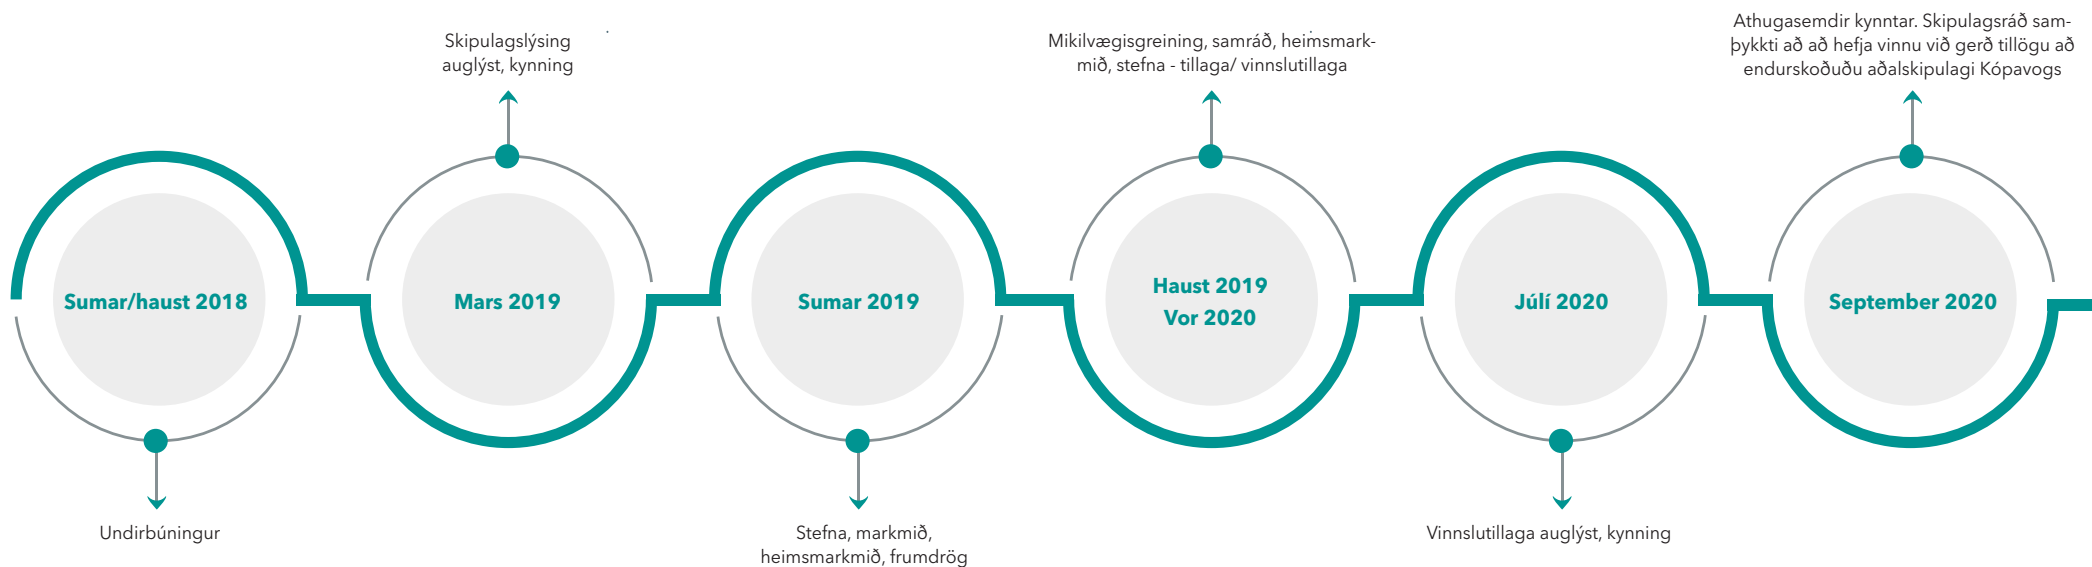 Sumar/haust 2018
Undirbúningur
Skipulagslýsing
auglýst, kynning
Mars 2019
Sumar 2019
Stefna, markmið,
heimsmarkmið, frumdrög
Mikilvægisgreining, samráð, heimsmark-
mið, stefna - tillaga/ vinnslutillaga
Haust 2019
Vor 2020
Júlí 2020
Vinnslutillaga auglýst, kynning
Athugasemdir kynntar. Skipulagsráð sam-
þykkti að að hefja vinnu við gerð tillögu að
endurskoðuðu aðalskipulagi Kópavogs
September 2020